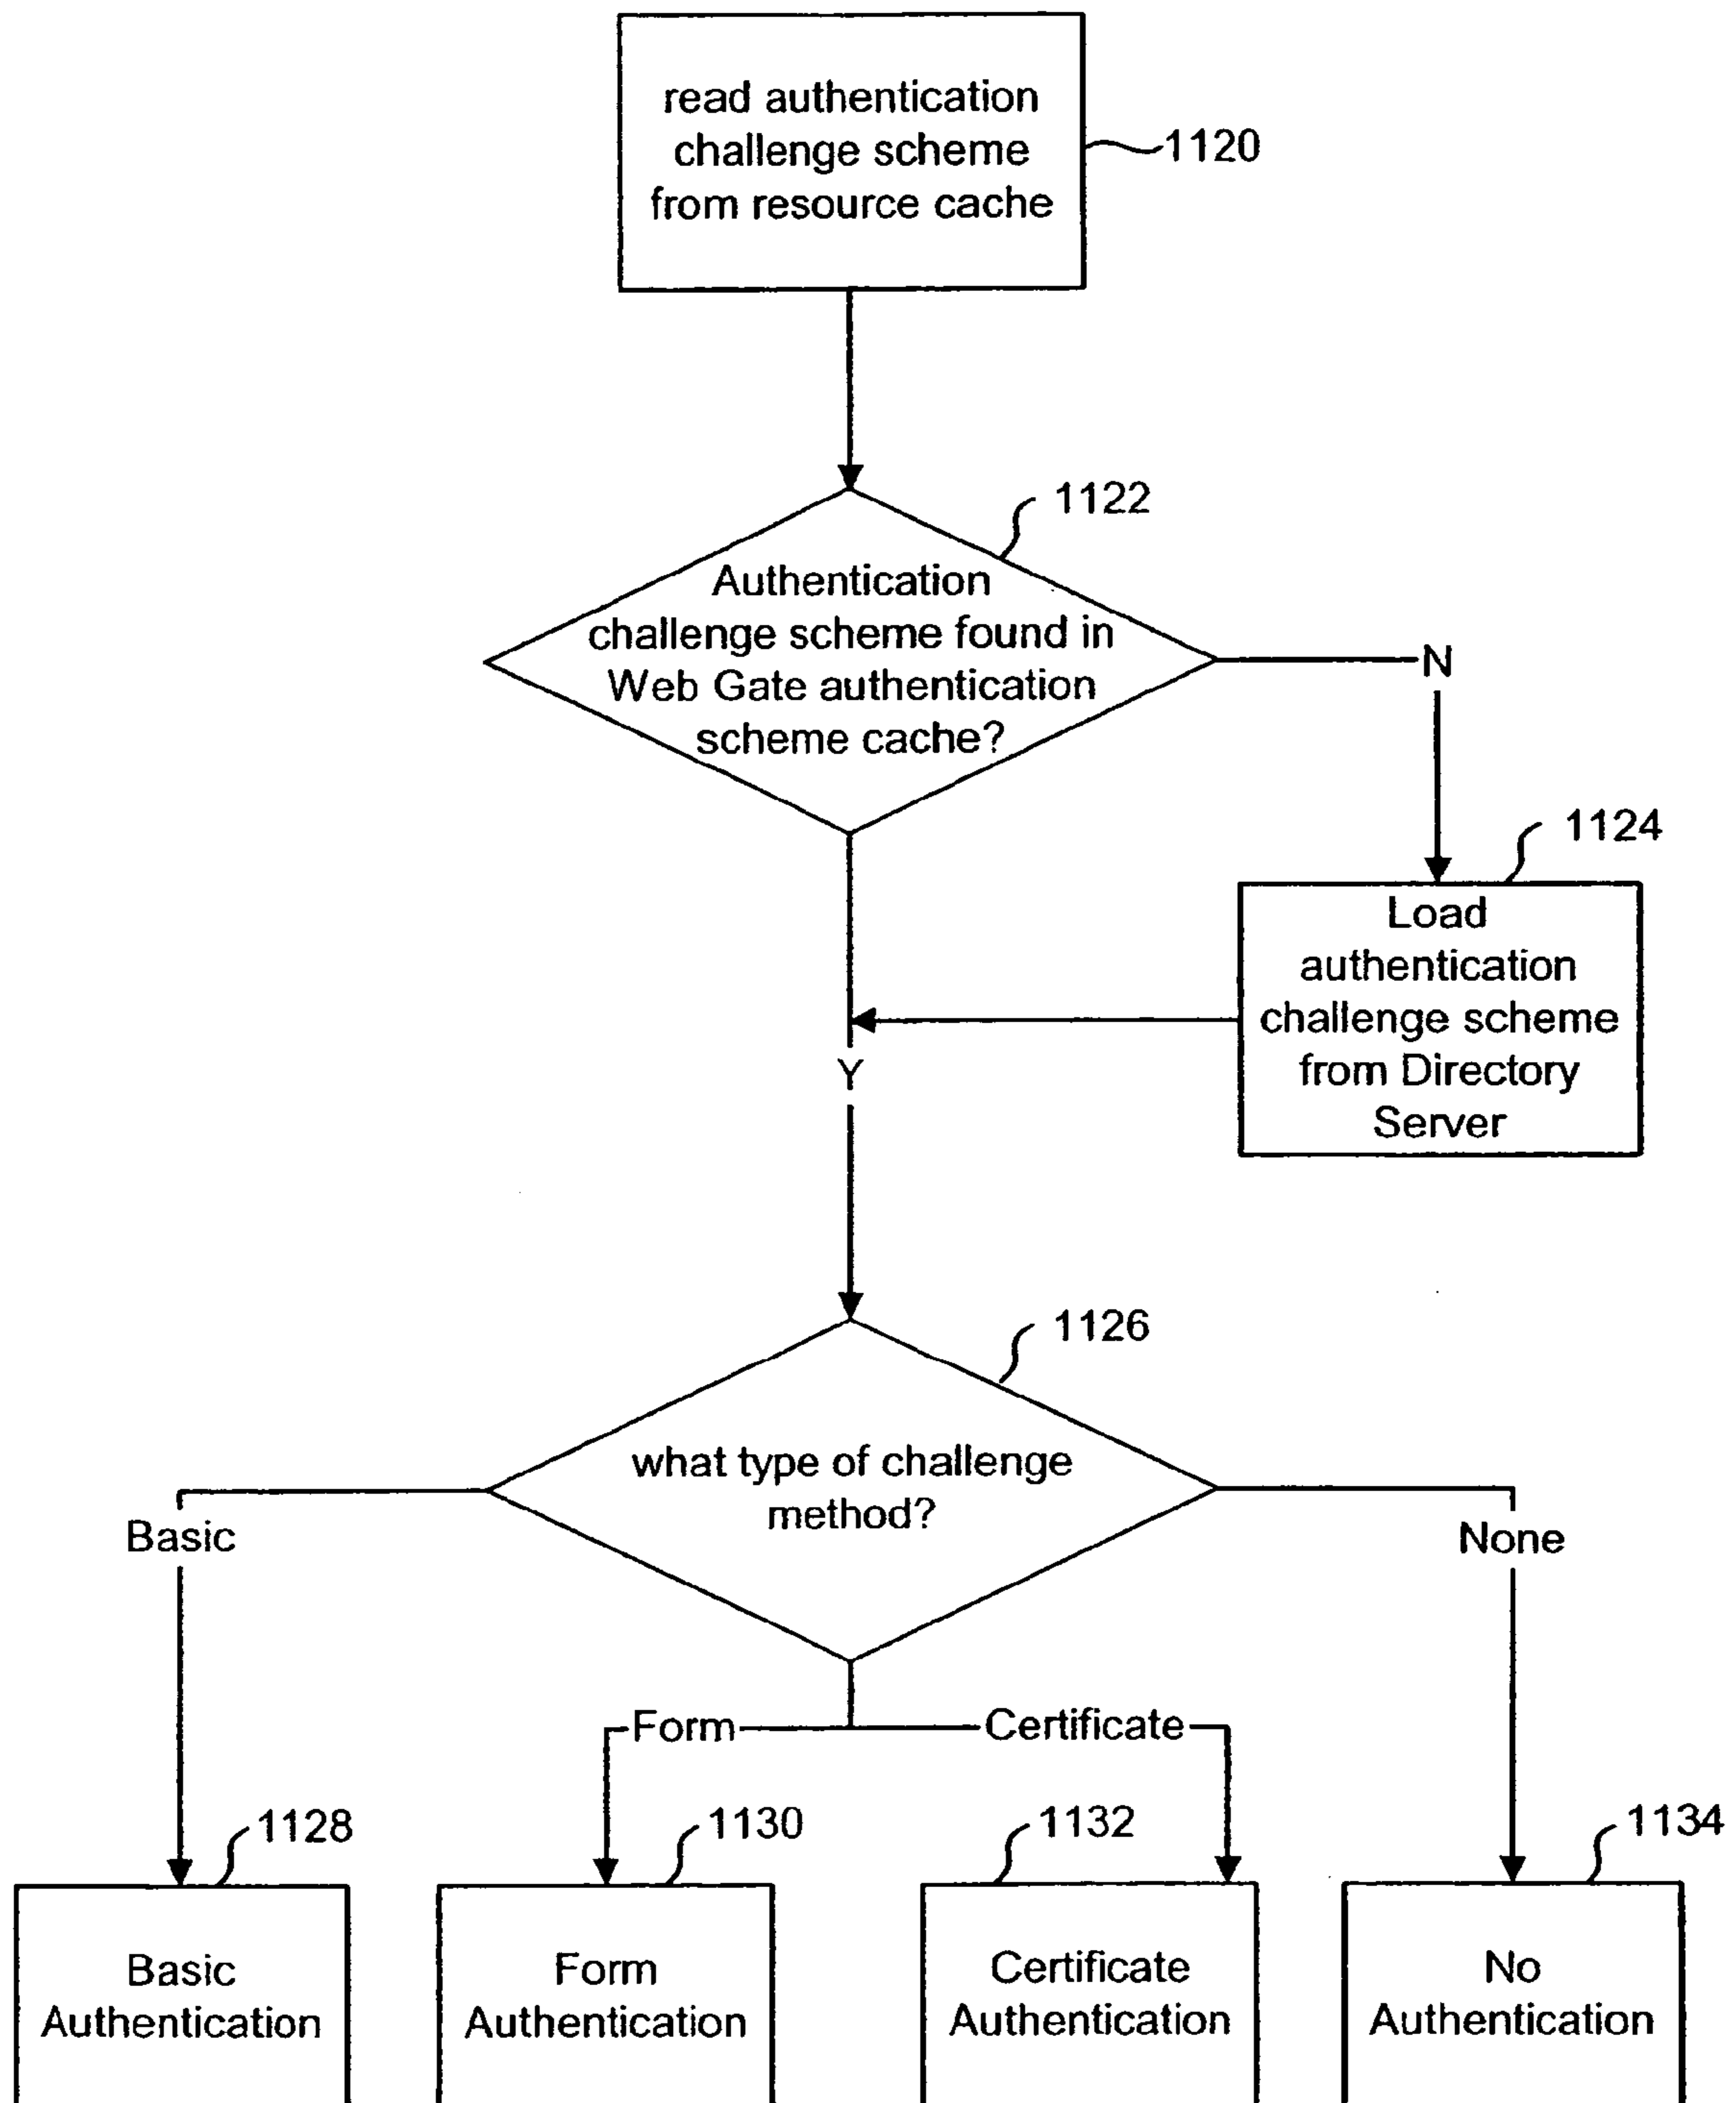 read authentication
challenge scheme
from resource cache
1120
1122
Authentication
challenge scheme found in
Web Gate authentication
scheme cache?
N
1124
Load
authentication
challenge scheme
from Directory
Server
Y
1126
what type of challenge
method?
Basic
None
Form
Certificate
1128
1130
1132
1134
Basic
Authentication
Form
Authentication
Certificate
Authentication
No
Authentication